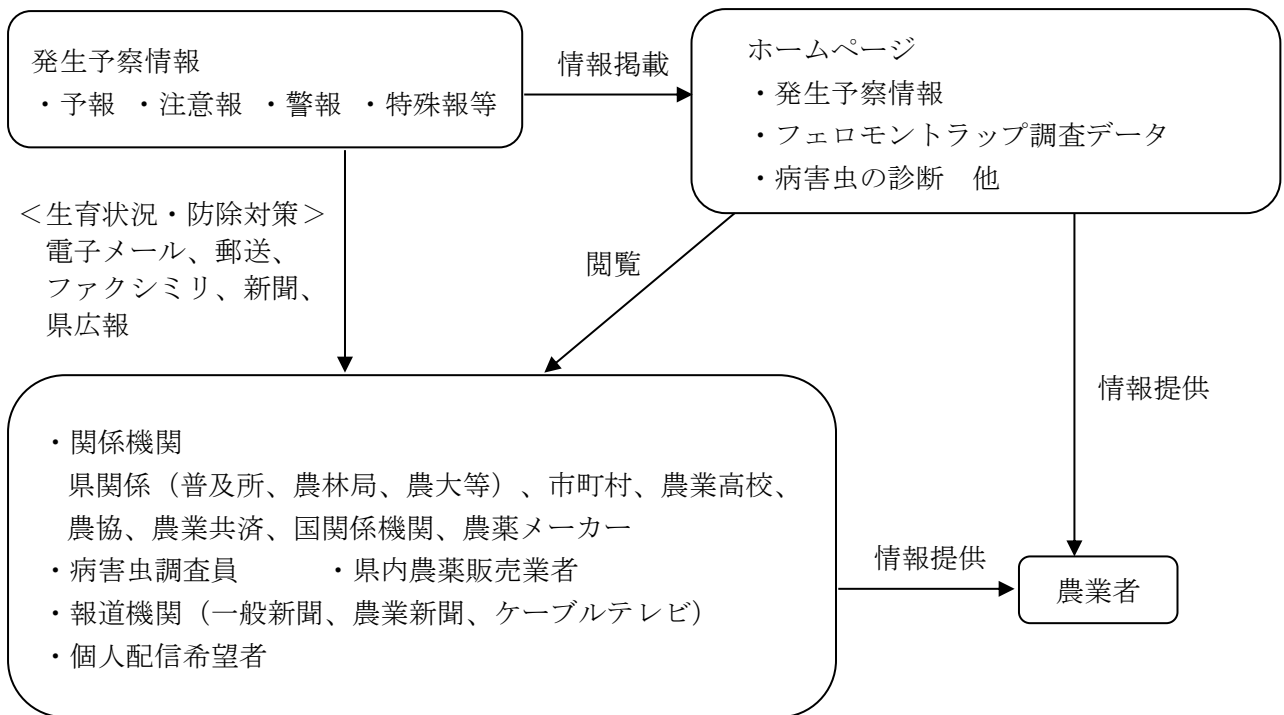 発生予察情報
・予報 ・注意報 ・警報 ・特殊報等
情報掲載
ホームページ
・発生予察情報
・フェロモントラップ調査データ
・病害虫の診断　他
＜生育状況・防除対策＞
電子メール、郵送、
ファクシミリ、新聞、
県広報
閲覧
情報提供
・関係機関
県関係（普及所、農林局、農大等）、市町村、農業高校、
農協、農業共済、国関係機関、農薬メーカー
・病害虫調査員　　　・県内農薬販売業者
・報道機関（一般新聞、農業新聞、ケーブルテレビ）
・個人配信希望者
情報提供
農業者